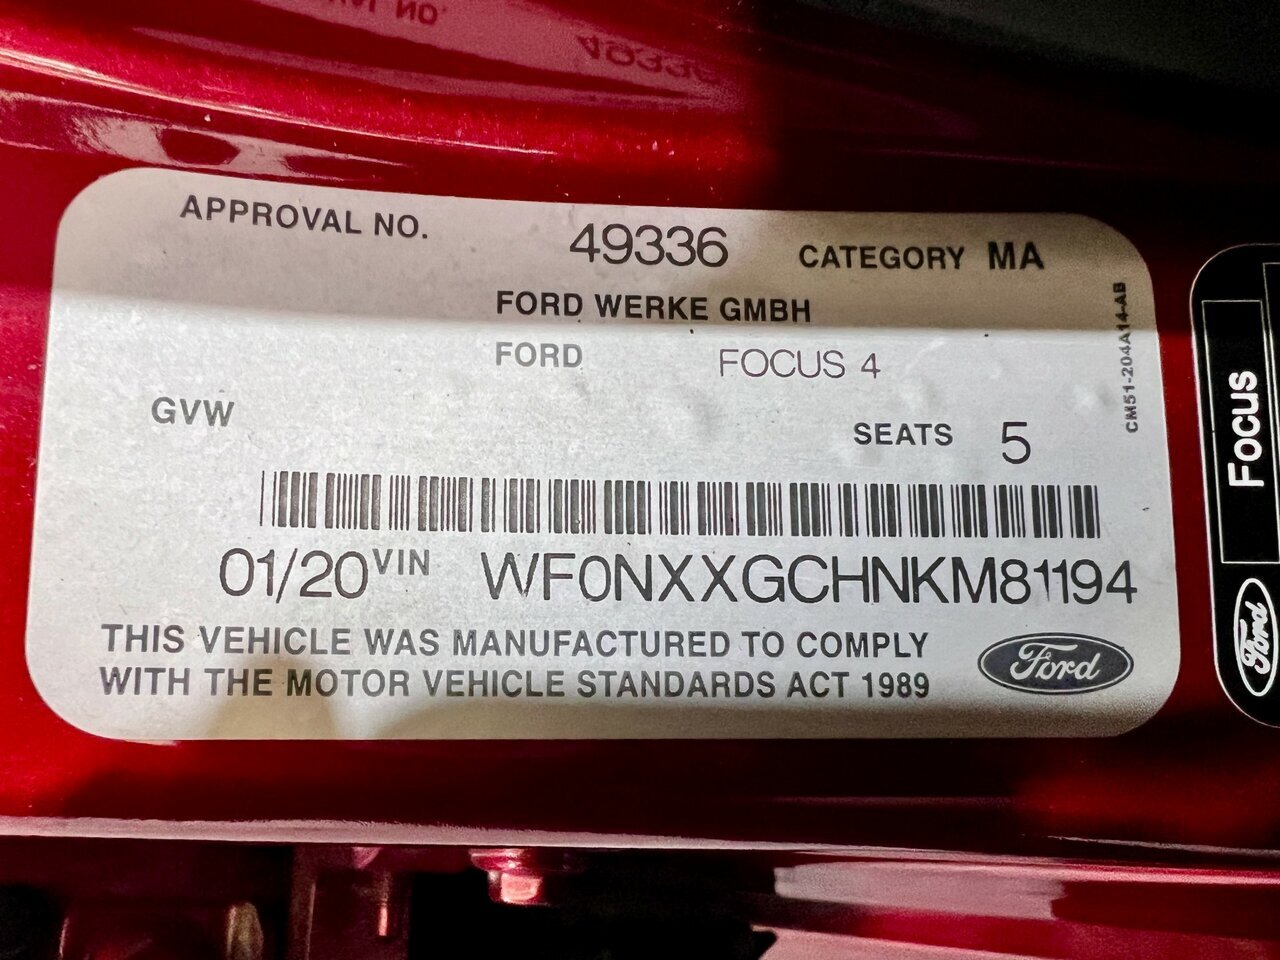 APPROVAL NO. 49336 CATEGORY MA
FORD WERKE GMBH
FORD FOCUS 4
GVW
SEATS 5
01/20 VIN WF0NXXGCHNKM81194
THIS VEHICLE WAS MANUFACTURED TO COMPLY
WITH THE MOTOR VEHICLE STANDARDS ACT 1989
Ford
CM51-204A14-AB
Focus
Ford